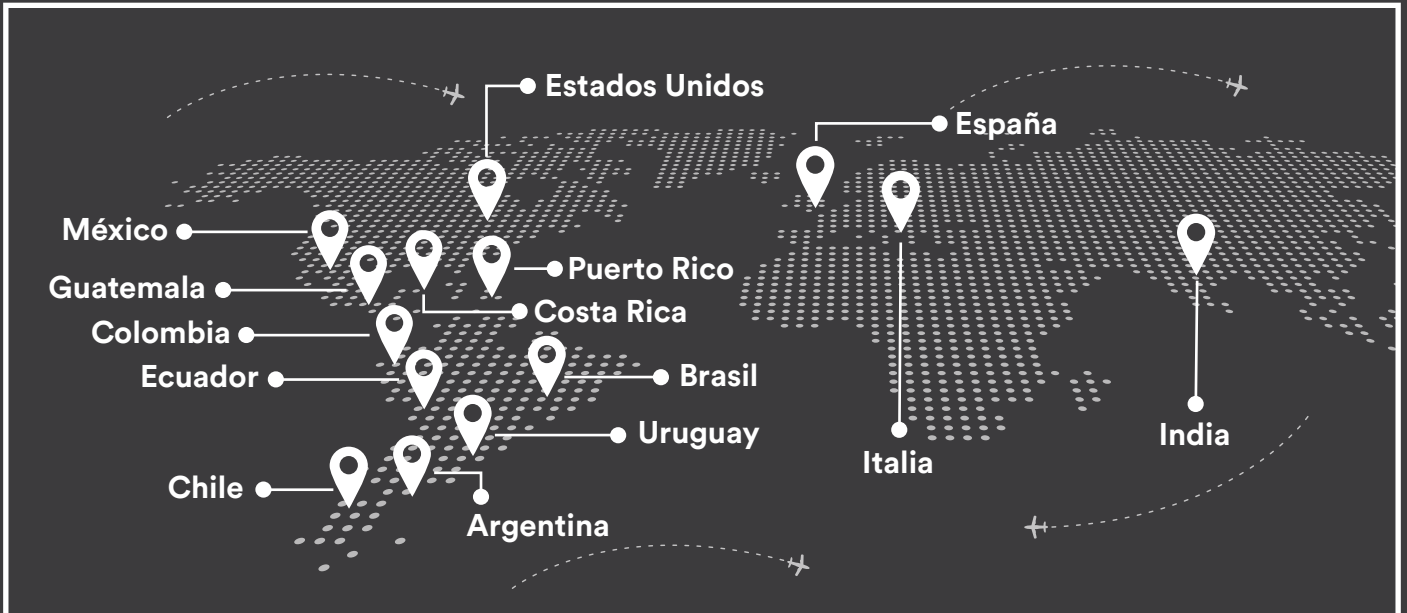 Estados Unidos
España
México
Puerto Rico
Guatemala
Costa Rica
Colombia
Ecuador
Brasil
Uruguay
India
Italia
Chile
Argentina